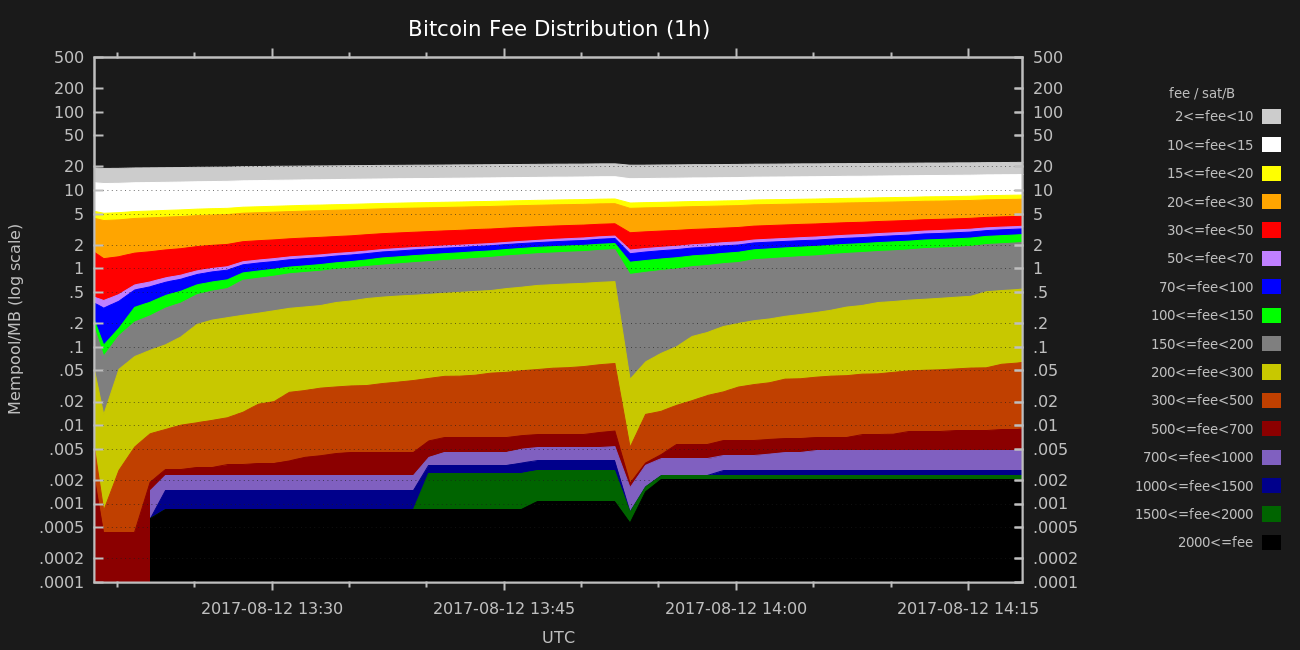 Bitcoin Fee Distribution (1h)
500 500
200 200
100 100
50 50
20 20
10 10
5 5
2 2
1 1
.5 .5
.2 .2
.1 .1
.05 .05
.02 .02
.01 .01
.005 .005
.002 .002
.001 .001
.0005 .0005
.0002 .0002
.0001 .0001
Mempool/MB (log scale)
2017-08-12 13:30 2017-08-12 13:45 2017-08-12 14:00 2017-08-12 14:15
UTC
fee / sat/B
2<=fee<10
10<=fee<15
15<=fee<20
20<=fee<30
30<=fee<50
50<=fee<70
70<=fee<100
100<=fee<150
150<=fee<200
200<=fee<300
300<=fee<500
500<=fee<700
700<=fee<1000
1000<=fee<1500
1500<=fee<2000
2000<=fee